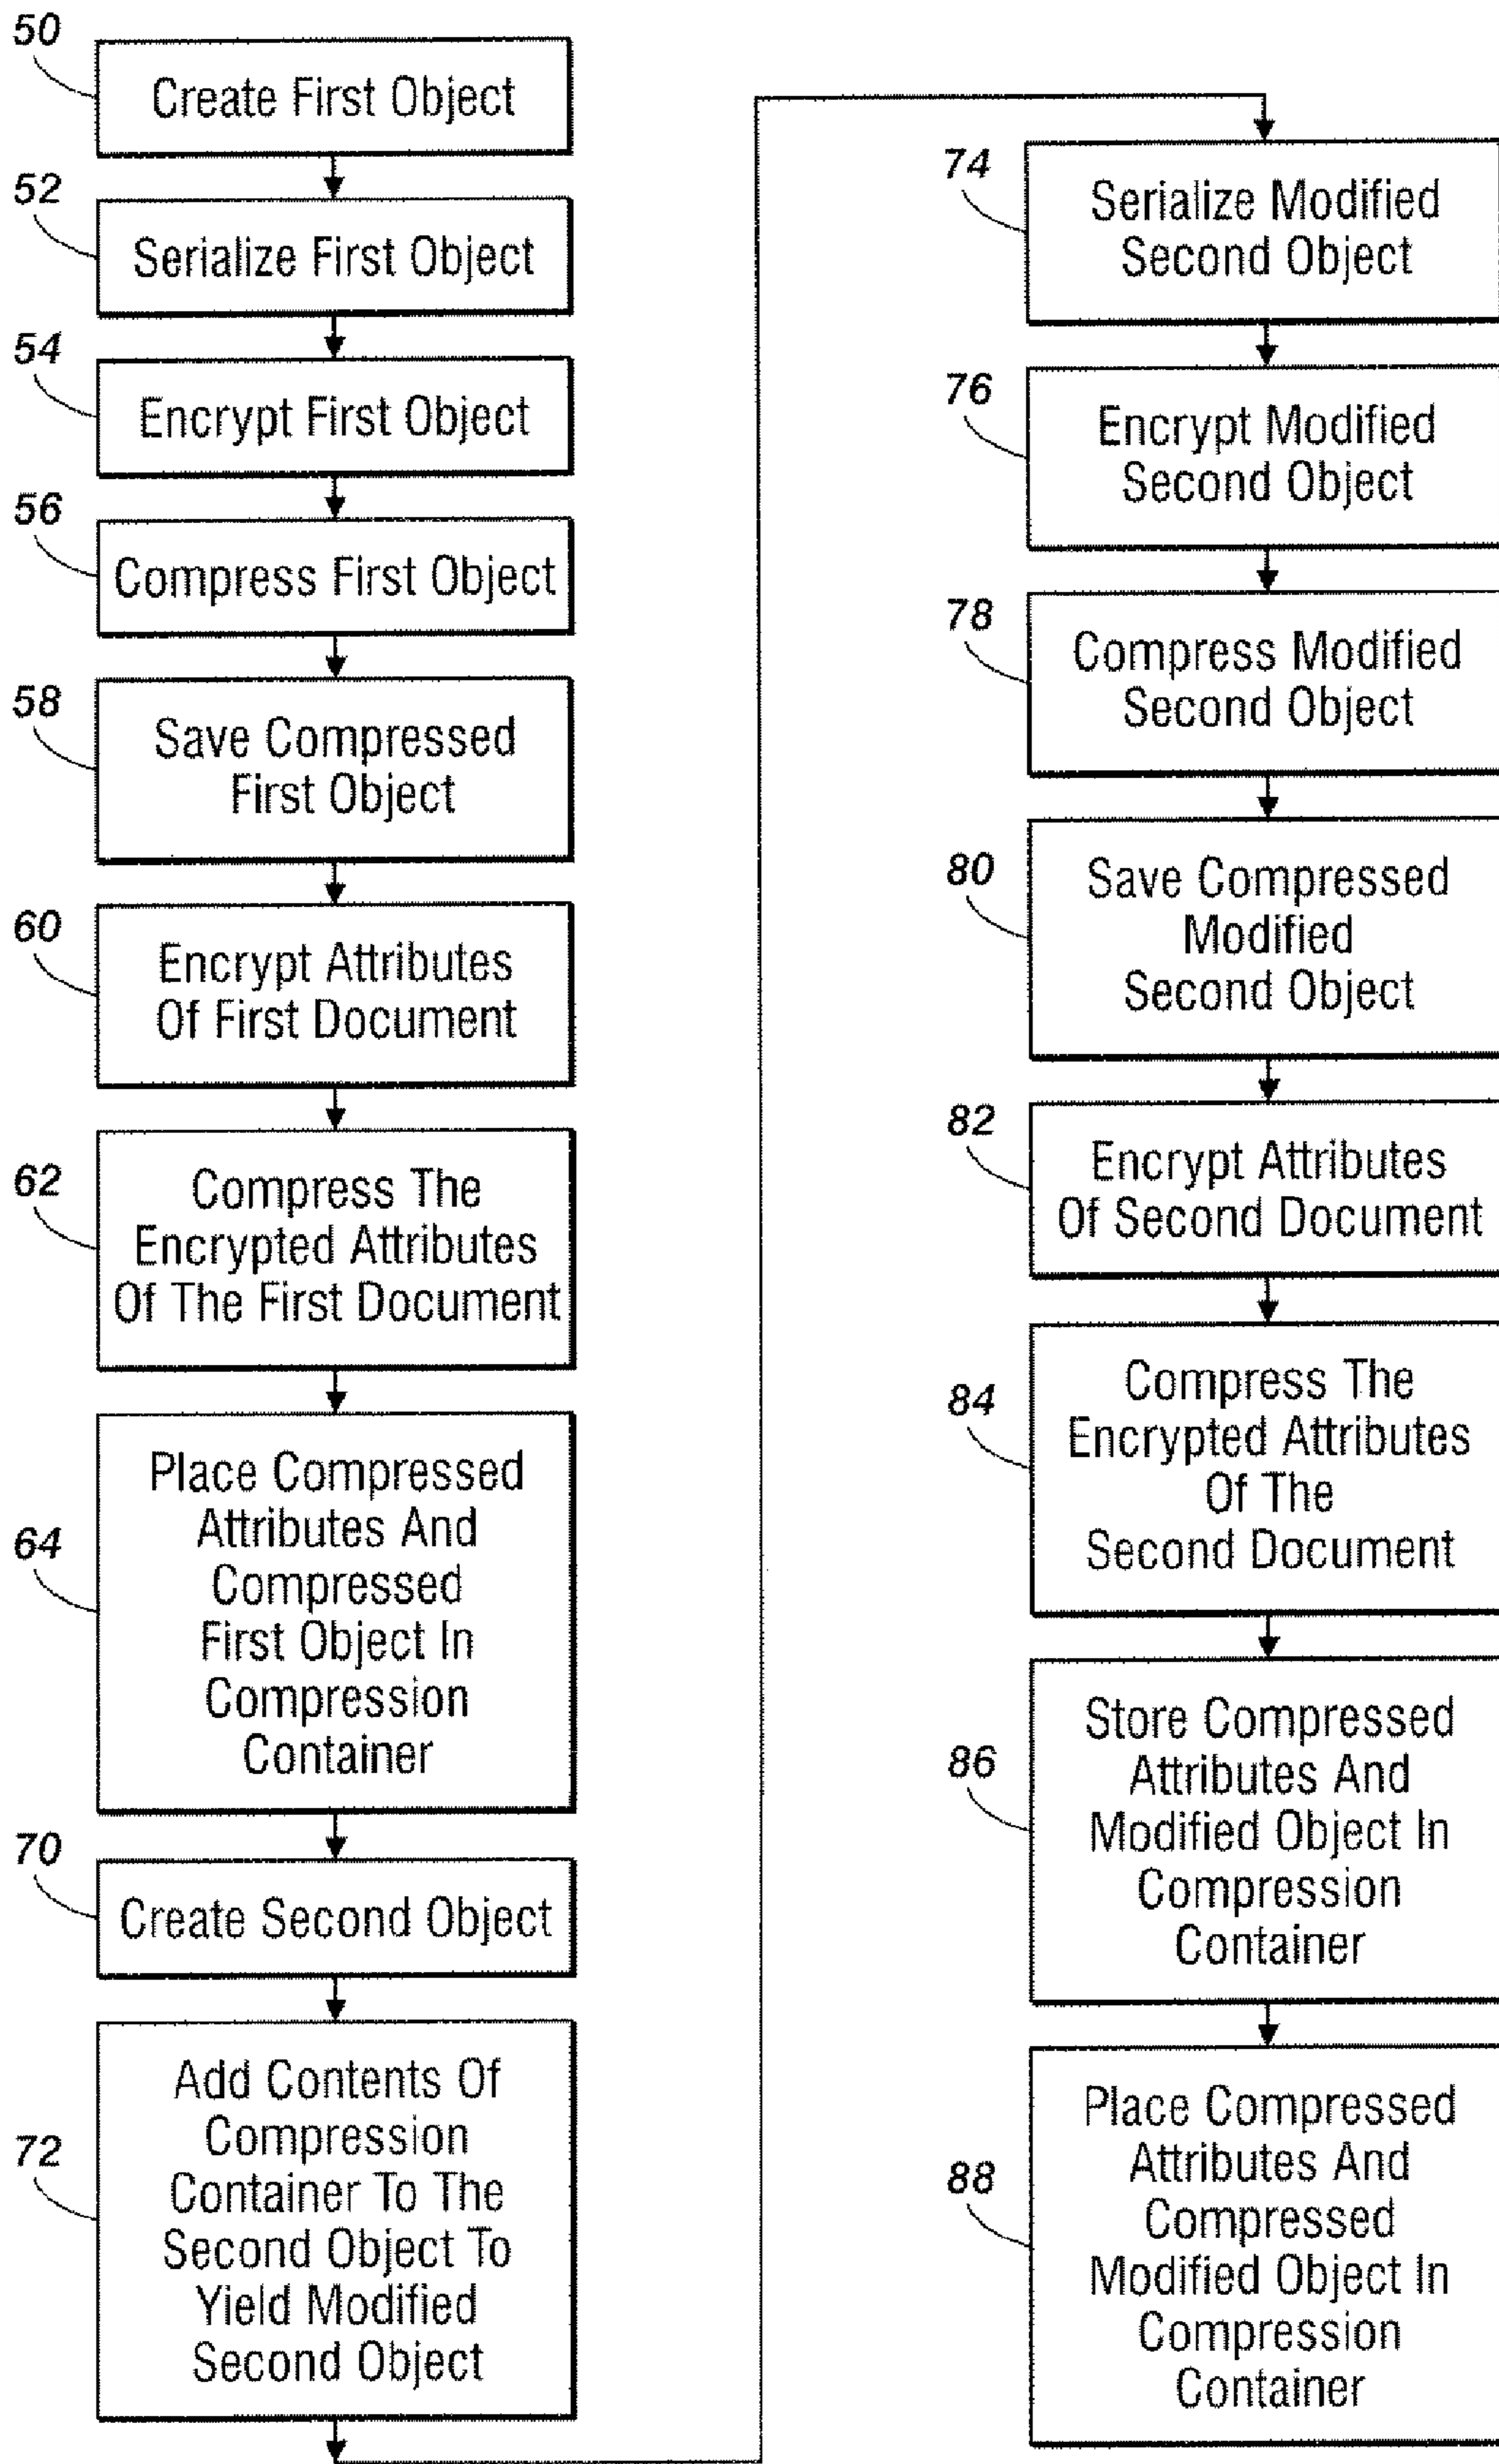 50
Create First Object
52
Serialize First Object
54
Encrypt First Object
56
Compress First Object
58
Save Compressed
First Object
60
Encrypt Attributes
Of First Document
62
Compress The
Encrypted Attributes
Of The First Document
64
Place Compressed
Attributes And
Compressed
First Object In
Compression
Container
70
Create Second Object
72
Add Contents Of
Compression
Container To The
Second Object To
Yield Modified
Second Object
74
Serialize Modified
Second Object
76
Encrypt Modified
Second Object
78
Compress Modified
Second Object
80
Save Compressed
Modified
Second Object
82
Encrypt Attributes
Of Second Document
84
Compress The
Encrypted Attributes
Of The
Second Document
86
Store Compressed
Attributes And
Modified Object In
Compression
Container
88
Place Compressed
Attributes And
Compressed
Modified Object In
Compression
Container